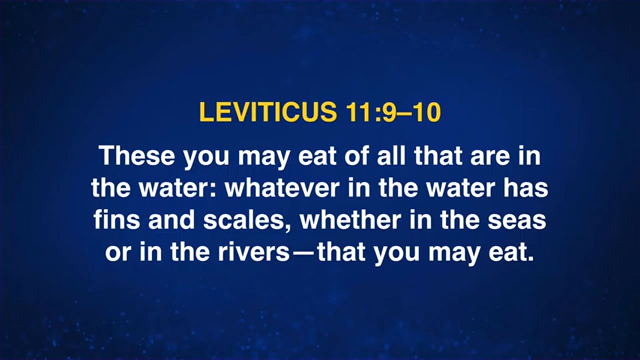 LEVITICUS 11:9–10
These you may eat of all that are in
the water: whatever in the water has
fins and scales, whether in the seas
or in the rivers—that you may eat.